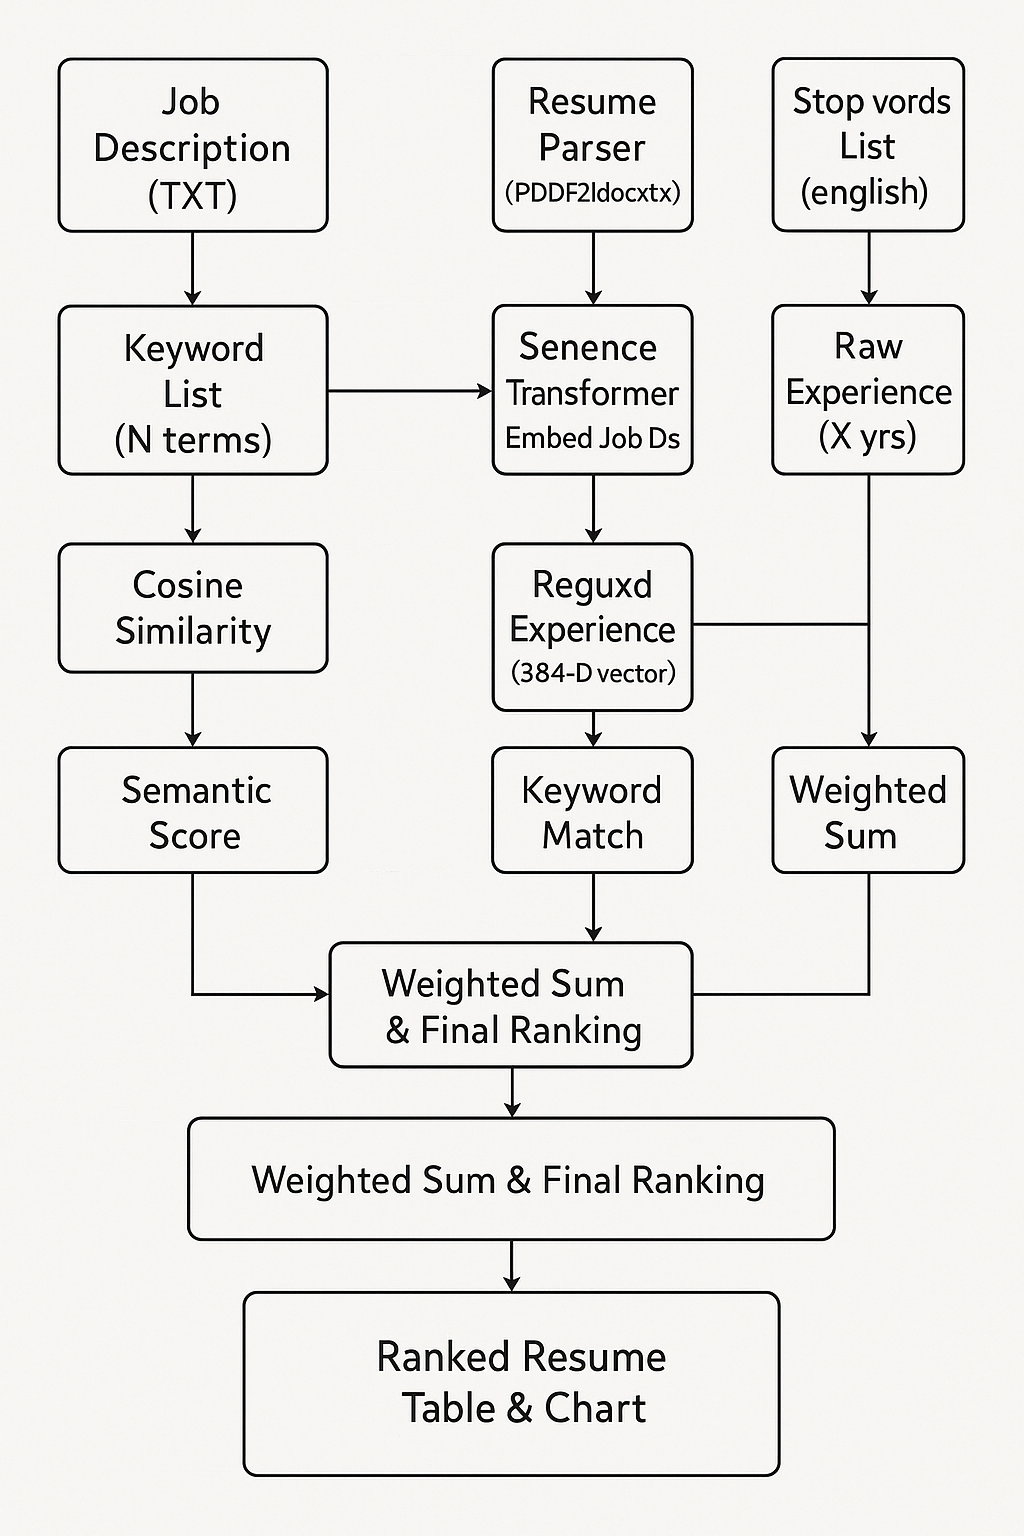 Job
Description
(TXT)
Resume
Parser
(PDDF2ldocxtx)
Stop vords
List
(english)
Keyword
List
(N terms)
Senence
Transformer
Embed Job Ds
Raw
Experience
(X yrs)
Cosine
Similarity
Reguxd
Experience
(384-D vector)
Semantic
Score
Keyword
Match
Weighted
Sum
Weighted Sum
& Final Ranking
Weighted Sum & Final Ranking
Ranked Resume
Table & Chart